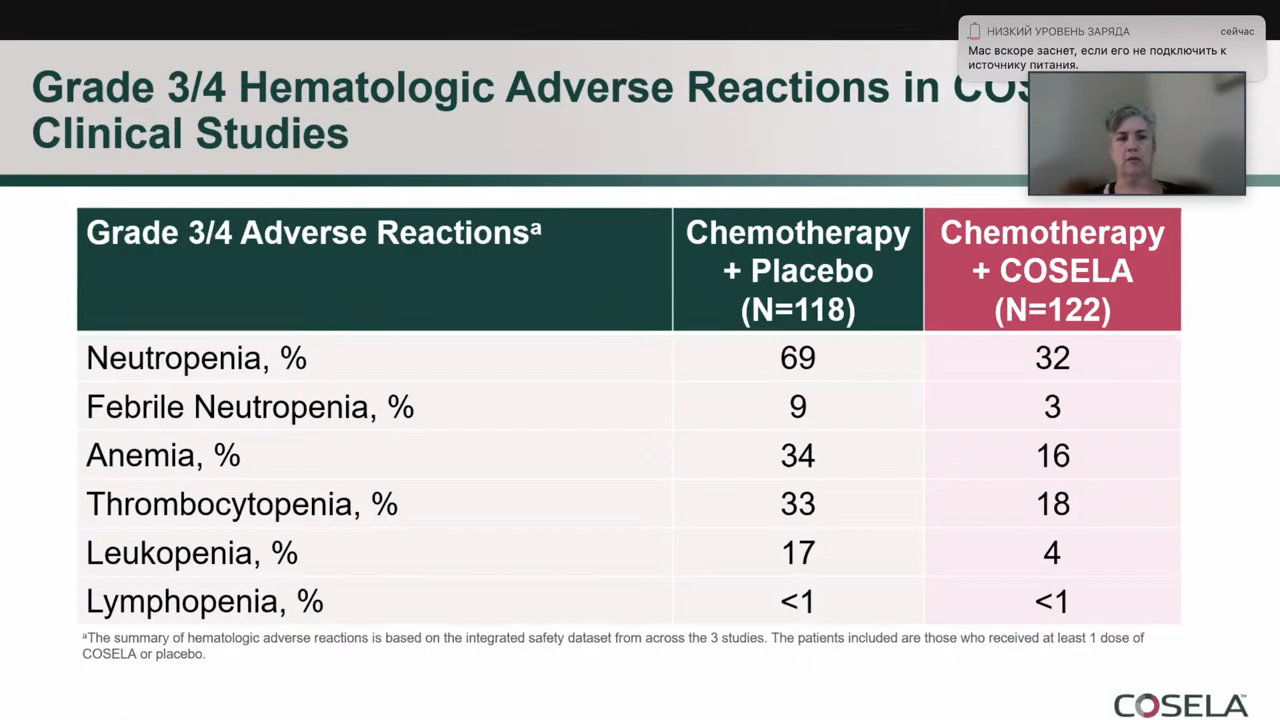 НИЗКИЙ УРОВЕНЬ ЗАРЯДА
сейчас
Mac вскоре заснет, если его не подключить к
источнику питания.
Grade 3/4 Hematologic Adverse Reactions in
Clinical Studies
Grade 3/4 Adverse Reactionsᵃ
Chemotherapy
+ Placebo
(N=118)
Chemotherapy
+ COSELA
(N=122)
Neutropenia, % 69 32
Febrile Neutropenia, % 9 3
Anemia, % 34 16
Thrombocytopenia, % 33 18
Leukopenia, % 17 4
Lymphopenia, % <1 <1
ᵃThe summary of hematologic adverse reactions is based on the integrated safety dataset from across the 3 studies. The patients included are those who received at least 1 dose of
COSELA or placebo.
COSELA™